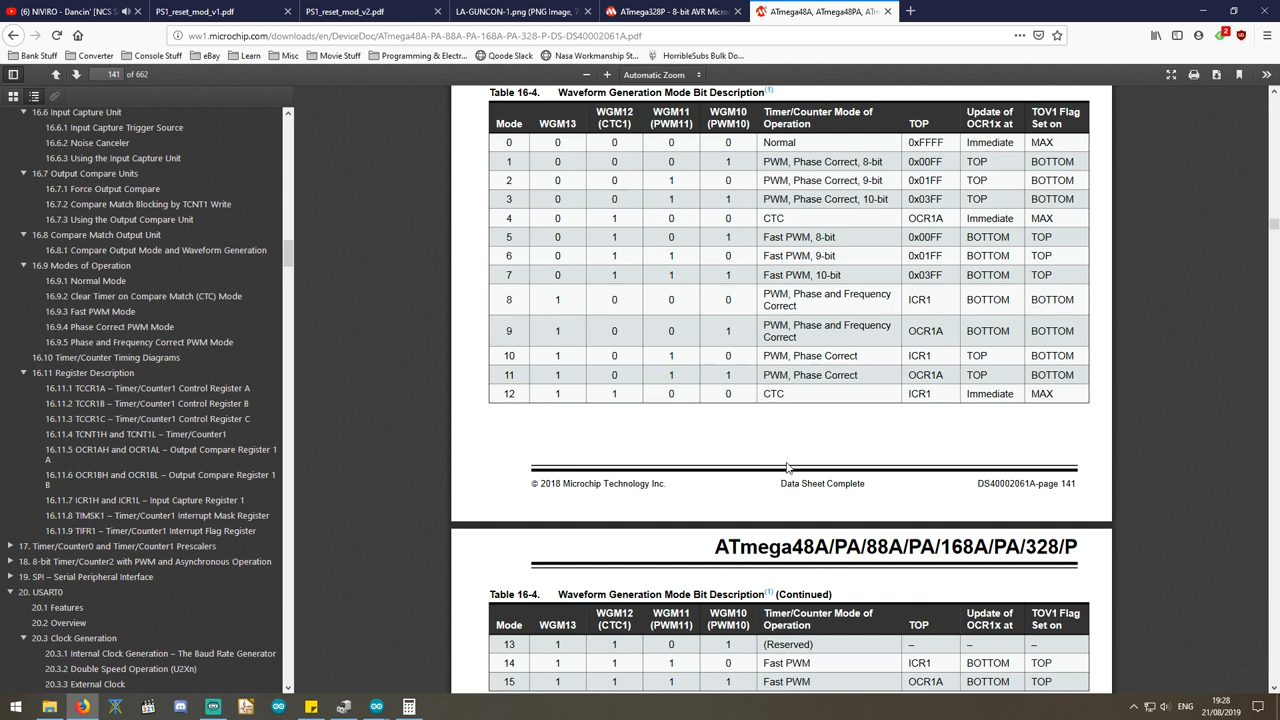 (6) NIVIRO - Dancin' [NCS
PS1_reset_mod_v1.pdf
PS1_reset_mod_v2.pdf
LA-GUNCON-1.png (PNG Image, 7
ATmega328P - 8-bit AVR Micro
ATmega48A, ATmega48PA, ATme
ww1.microchip.com/downloads/en/DeviceDoc/ATmega48A-PA-88A-PA-168A-PA-328-P-DS-DS40002061A.pdf
2
Bank Stuff Converter Console Stuff eBay Learn Misc Movie Stuff Programming & Electr... Qoode Slack Nasa Workmanship St... HorribleSubs Bulk Do...
141 of 662
Automatic Zoom
16.6 Input Capture Unit
16.6.1 Input Capture Trigger Source
16.6.2 Noise Canceler
16.6.3 Using the Input Capture Unit
16.7 Output Compare Units
16.7.1 Force Output Compare
16.7.2 Compare Match Blocking by TCNT1 Write
16.7.3 Using the Output Compare Unit
16.8 Compare Match Output Unit
16.8.1 Compare Output Mode and Waveform Generation
16.9 Modes of Operation
16.9.1 Normal Mode
16.9.2 Clear Timer on Compare Match (CTC) Mode
16.9.3 Fast PWM Mode
16.9.4 Phase Correct PWM Mode
16.9.5 Phase and Frequency Correct PWM Mode
16.10 Timer/Counter Timing Diagrams
16.11 Register Description
16.11.1 TCCR1A – Timer/Counter1 Control Register A
16.11.2 TCCR1B – Timer/Counter1 Control Register B
16.11.3 TCCR1C – Timer/Counter1 Control Register C
16.11.4 TCNT1H and TCNT1L – Timer/Counter1
16.11.5 OCR1AH and OCR1AL – Output Compare Register 1
A
16.11.6 OCR1BH and OCR1BL – Output Compare Register 1
B
16.11.7 ICR1H and ICR1L – Input Capture Register 1
16.11.8 TIMSK1 – Timer/Counter1 Interrupt Mask Register
16.11.9 TIFR1 – Timer/Counter1 Interrupt Flag Register
17. Timer/Counter0 and Timer/Counter1 Prescalers
18. 8-bit Timer/Counter2 with PWM and Asynchronous Operation
19. SPI – Serial Peripheral Interface
20. USART0
20.1 Features
20.2 Overview
20.3 Clock Generation
20.3.1 Internal Clock Generation – The Baud Rate Generator
20.3.2 Double Speed Operation (U2Xn)
20.3.3 External Clock
Table 16-4. Waveform Generation Mode Bit Description(1)
Mode WGM13 WGM12 (CTC1) WGM11 (PWM11) WGM10 (PWM10) Timer/Counter Mode of Operation TOP Update of OCR1x at TOV1 Flag Set on
0 0 0 0 0 Normal 0xFFFF Immediate MAX
1 0 0 0 1 PWM, Phase Correct, 8-bit 0x00FF TOP BOTTOM
2 0 0 1 0 PWM, Phase Correct, 9-bit 0x01FF TOP BOTTOM
3 0 0 1 1 PWM, Phase Correct, 10-bit 0x03FF TOP BOTTOM
4 0 1 0 0 CTC OCR1A Immediate MAX
5 0 1 0 1 Fast PWM, 8-bit 0x00FF BOTTOM TOP
6 0 1 1 0 Fast PWM, 9-bit 0x01FF BOTTOM TOP
7 0 1 1 1 Fast PWM, 10-bit 0x03FF BOTTOM TOP
8 1 0 0 0 PWM, Phase and Frequency Correct ICR1 BOTTOM BOTTOM
9 1 0 0 1 PWM, Phase and Frequency Correct OCR1A BOTTOM BOTTOM
10 1 0 1 0 PWM, Phase Correct ICR1 TOP BOTTOM
11 1 0 1 1 PWM, Phase Correct OCR1A TOP BOTTOM
12 1 1 0 0 CTC ICR1 Immediate MAX
© 2018 Microchip Technology Inc. Data Sheet Complete DS40002061A-page 141
ATmega48A/PA/88A/PA/168A/PA/328/P
Table 16-4. Waveform Generation Mode Bit Description(1) (Continued)
Mode WGM13 WGM12 (CTC1) WGM11 (PWM11) WGM10 (PWM10) Timer/Counter Mode of Operation TOP Update of OCR1x at TOV1 Flag Set on
13 1 1 0 1 (Reserved) – – –
14 1 1 1 0 Fast PWM ICR1 BOTTOM TOP
15 1 1 1 1 Fast PWM OCR1A BOTTOM TOP
ENG
19:28
21/08/2019